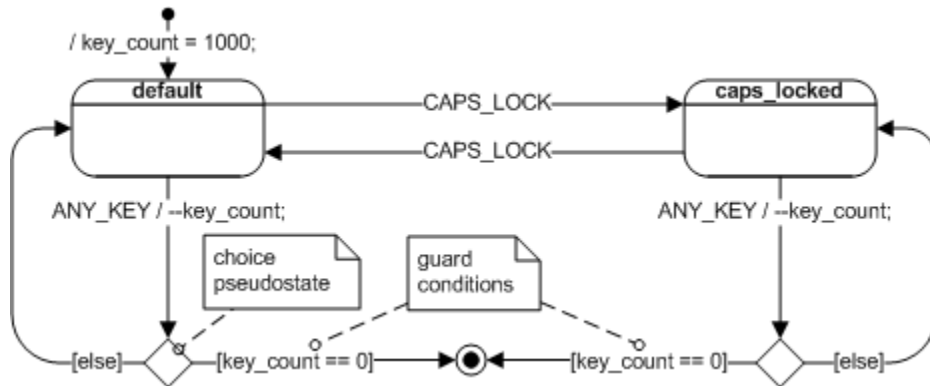 / key_count = 1000;
default
caps_locked
CAPS_LOCK
CAPS_LOCK
ANY_KEY / --key_count;
ANY_KEY / --key_count;
choice
pseudostate
guard
conditions
[else]
[key_count == 0]
[key_count == 0]
[else]